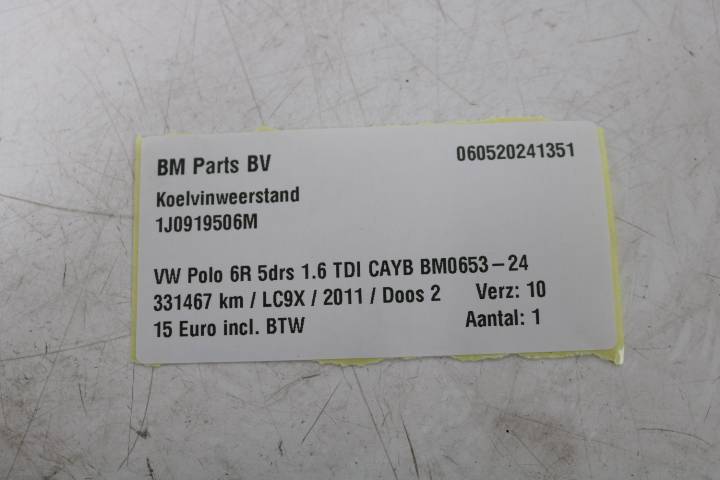 BM Parts BV 060520241351
Koelvinweerstand
1J0919506M
VW Polo 6R 5drs 1.6 TDI CAYB BM0653-24
331467 km / LC9X / 2011 / Doos 2 Verz: 10
15 Euro incl. BTW Aantal: 1